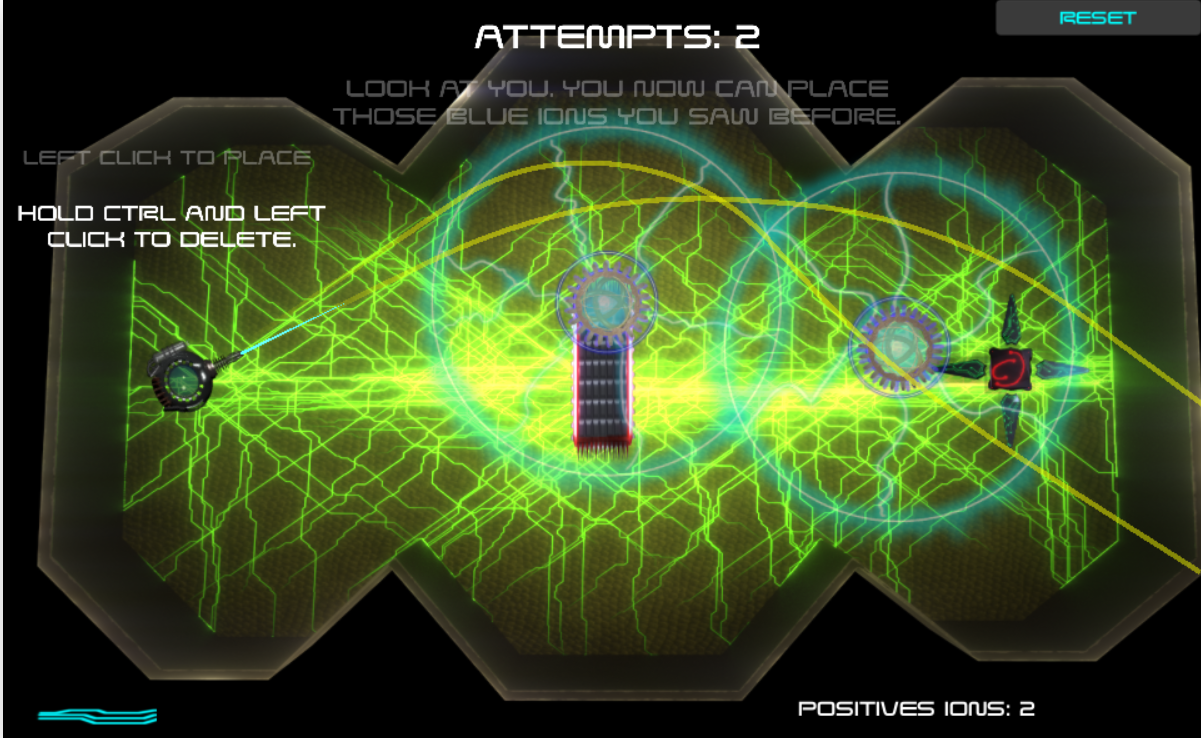 RESET
ATTEMPTS: 2
LOOK AT YOU. YOU NOW CAN PLACE
THOSE BLUE IONS YOU SAW BEFORE.
LEFT CLICK TO PLACE
HOLD CTRL AND LEFT
CLICK TO DELETE.
POSITIVES IONS: 2